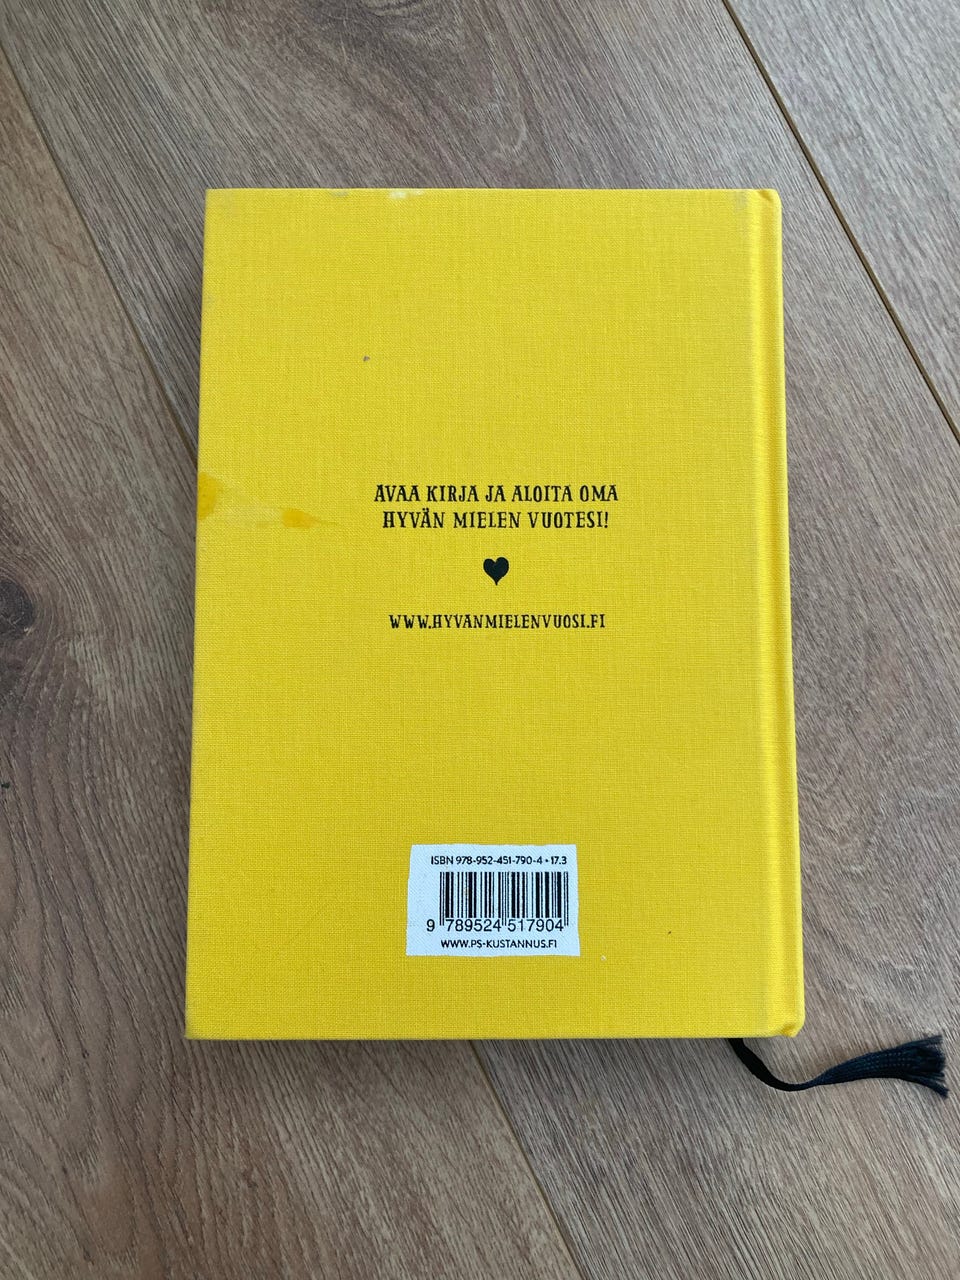 AVAA KIRJA JA ALOITA OMA
HYVÄN MIELEN VUOTESI!
WWW.HYVANMIELENVUOSI.FI
ISBN 978-952-451-790-4 • 17.3
9 789524 517904
WWW.PS-KUSTANNUS.FI